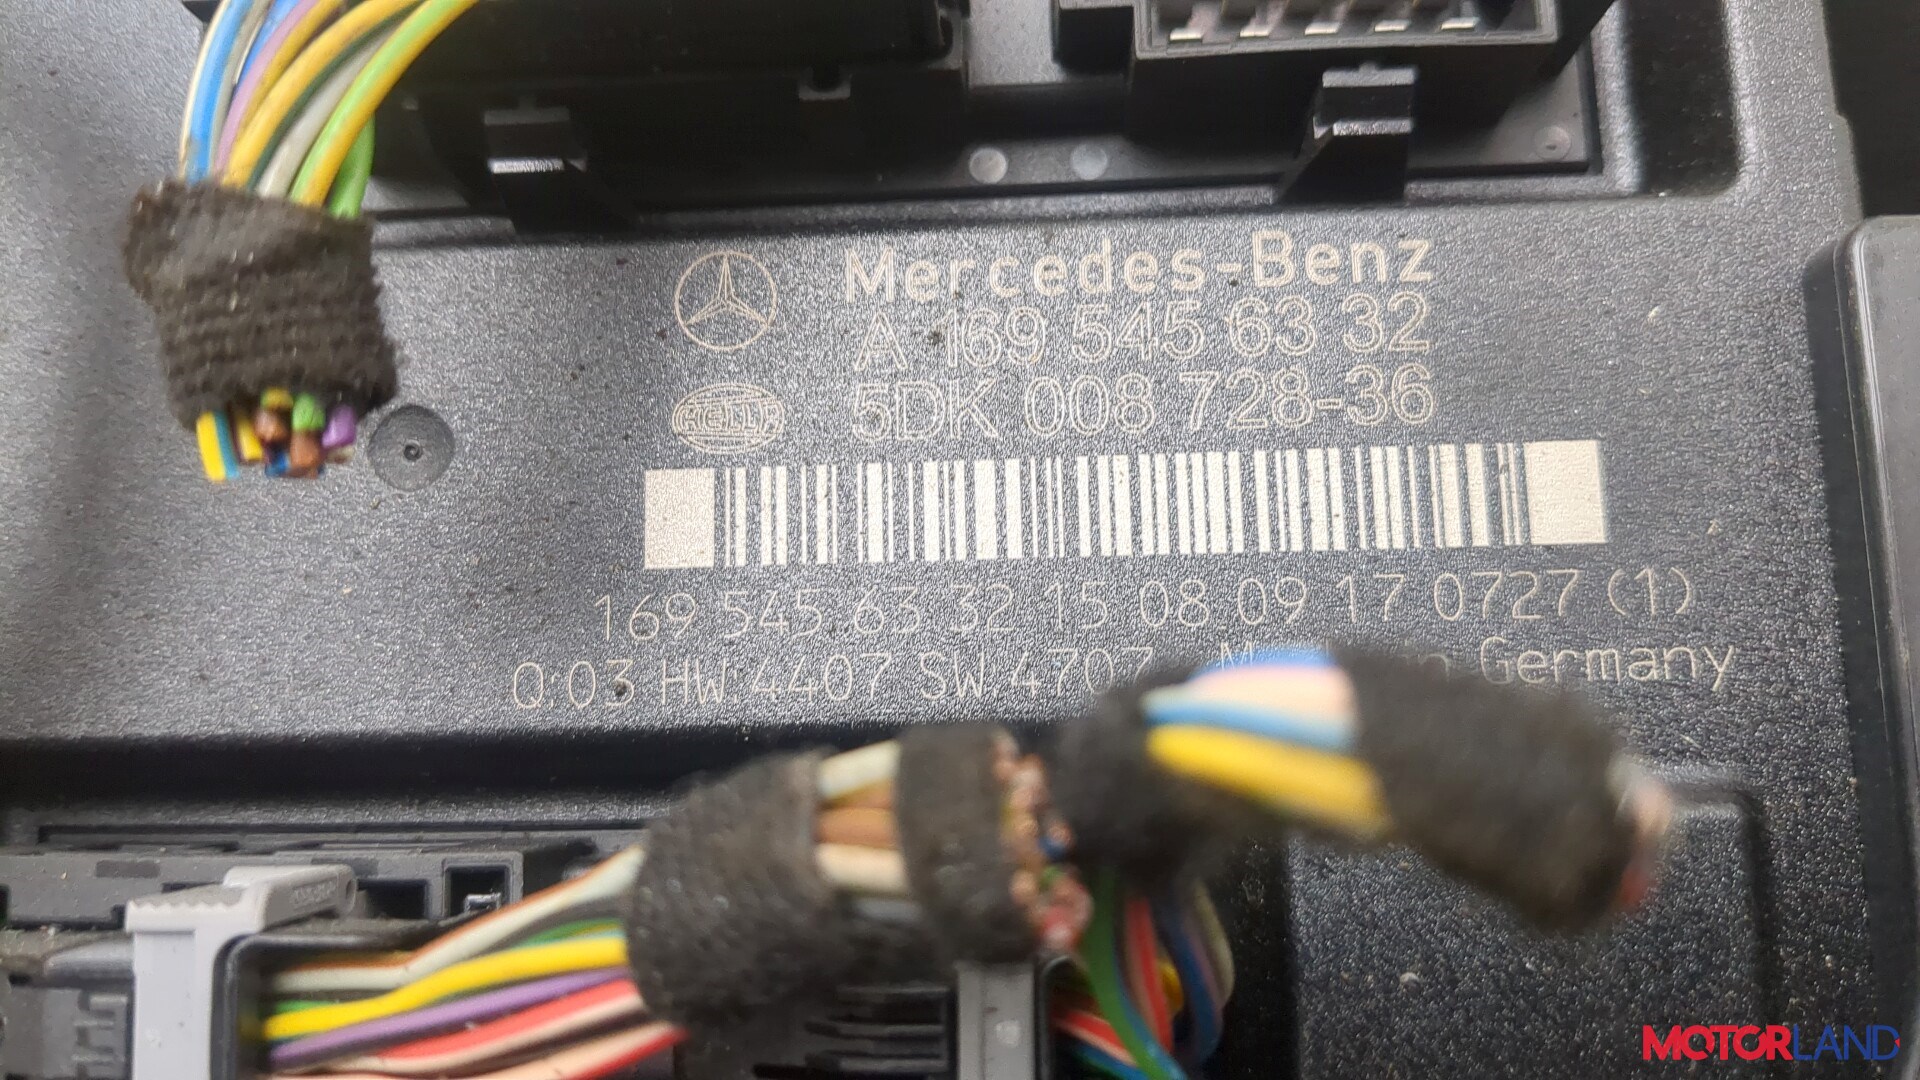 Mercedes-Benz
A 169 545 63 32
HELLA 5DK 008 728-36
169 545 63 32 15 08 09 17 0727 (1)
Q:03 HW:4407 SW:4707 Germany
MOTORLAND